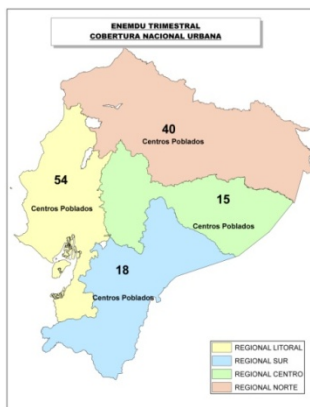 ENEMDU TRIMESTRAL
COBERTURA NACIONAL URBANA
40
Centros Poblados
54
Centros Poblados
15
Centros Poblados
18
Centros Poblados
REGIONAL LITORAL
REGIONAL SUR
REGIONAL CENTRO
REGIONAL NORTE